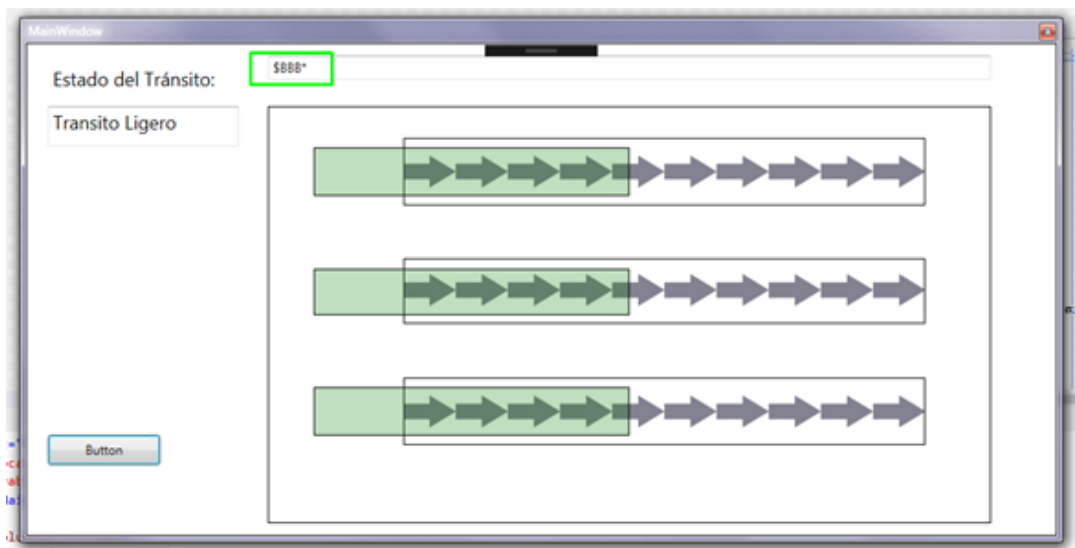 MainWindow
Estado del Tránsito:
$BBB*
Transito Ligero
Button